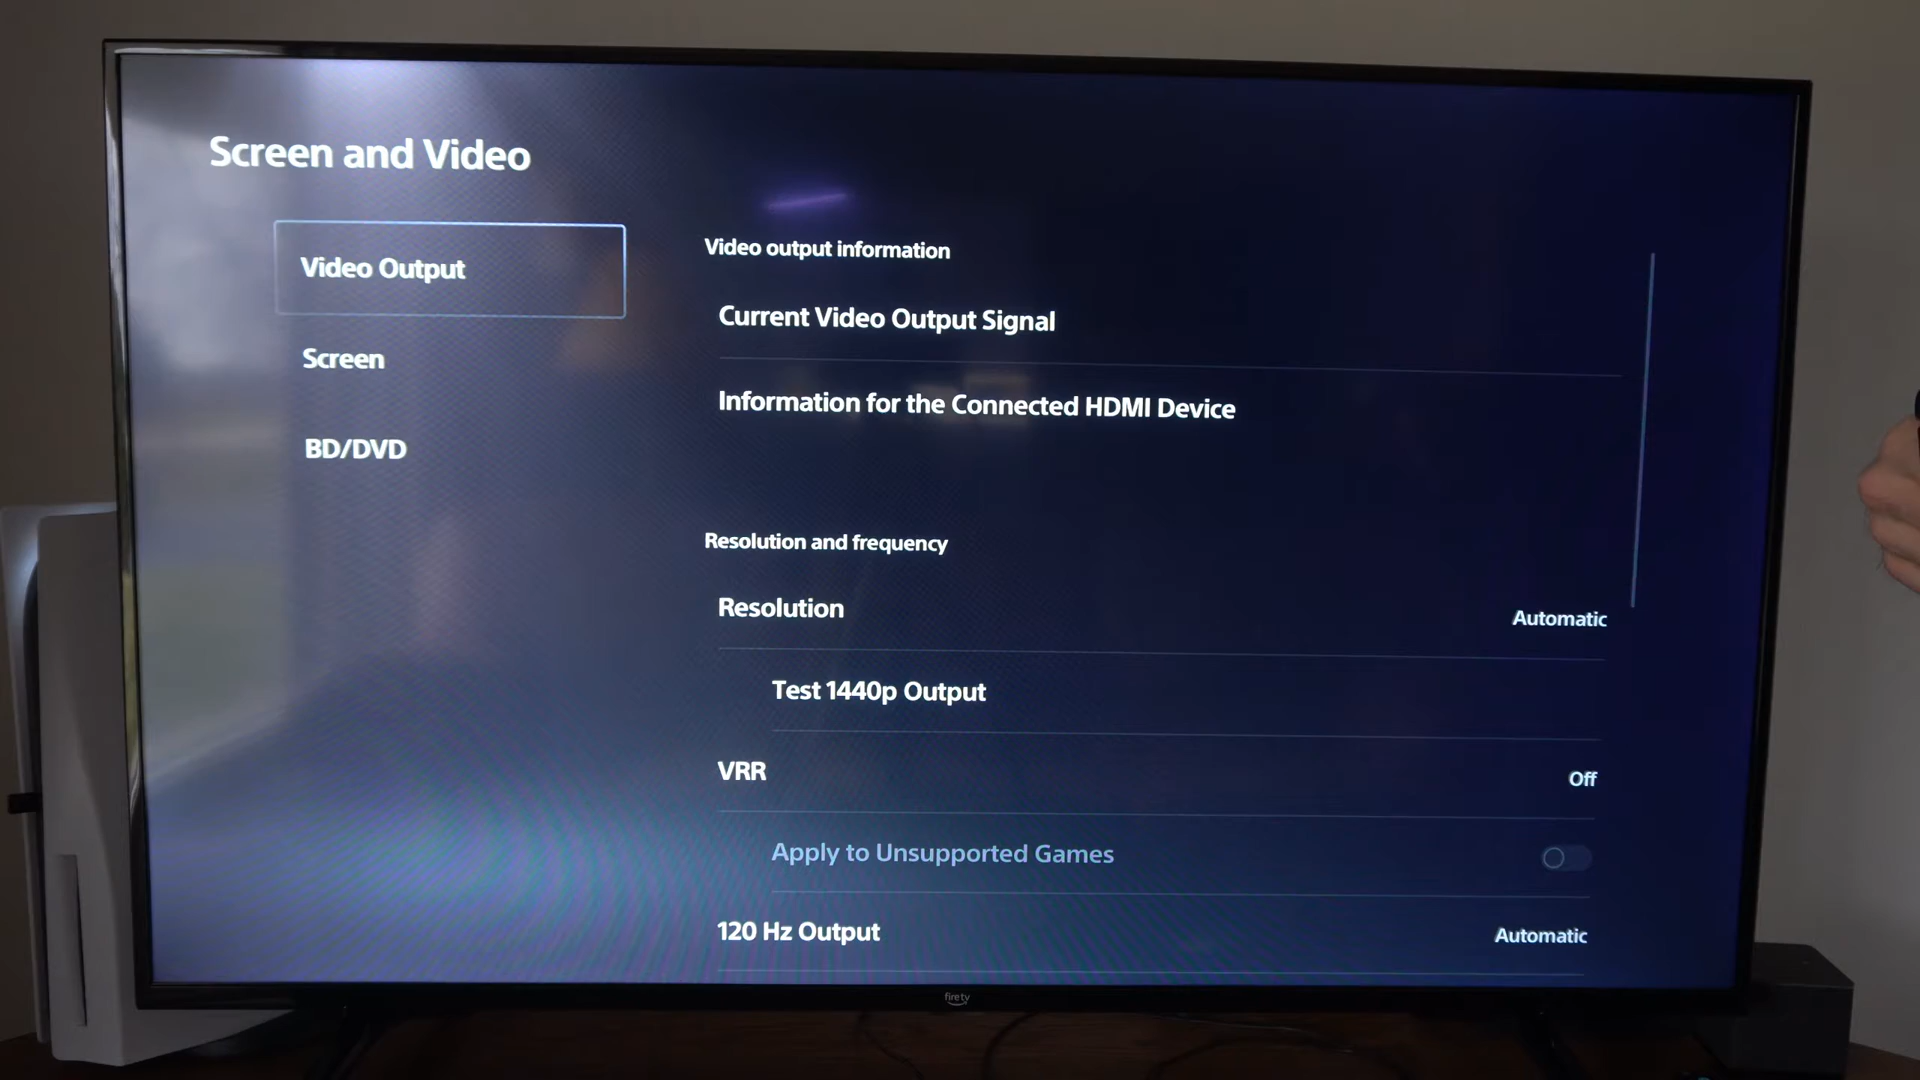 Screen and Video
Video Output
Screen
BD/DVD
Video output information
Current Video Output Signal
Information for the Connected HDMI Device
Resolution and frequency
Resolution Automatic
Test 1440p Output
VRR Off
Apply to Unsupported Games
120 Hz Output Automatic
firetv